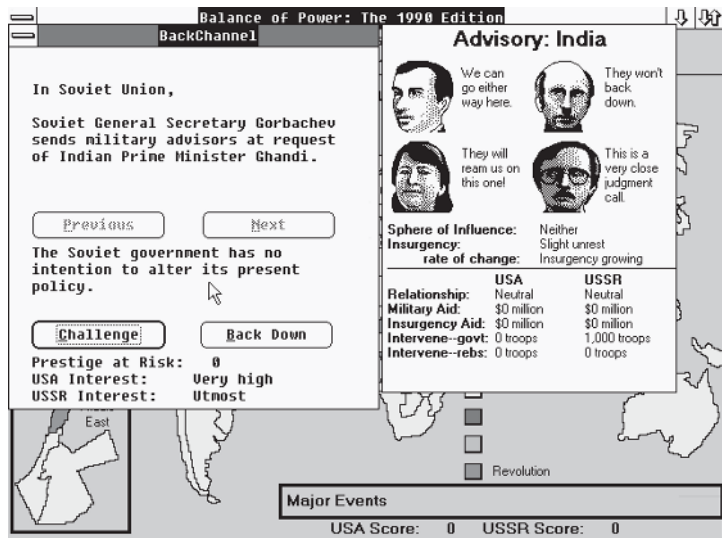 Balance of Power: The 1990 Edition
BackChannel
In Soviet Union,
Soviet General Secretary Gorbachev
sends military advisors at request
of Indian Prime Minister Ghandi.
Previous
Next
The Soviet government has no
intention to alter its present
policy.
Challenge
Back Down
Prestige at Risk: 0
USA Interest: Very high
USSR Interest: Utmost
Advisory: India
We can
go either
way here.
They won't
back
down.
They will
ream us on
this one!
This is a
very close
judgment
call.
Sphere of Influence: Neither
Insurgency: Slight unrest
rate of change: Insurgency growing
USA USSR
Relationship: Neutral Neutral
Military Aid: $0 million $0 million
Insurgency Aid: $0 million $0 million
Intervene--govt: 0 troops 1,000 troops
Intervene--rebs: 0 troops 0 troops
East
Revolution
Major Events
USA Score: 0 USSR Score: 0